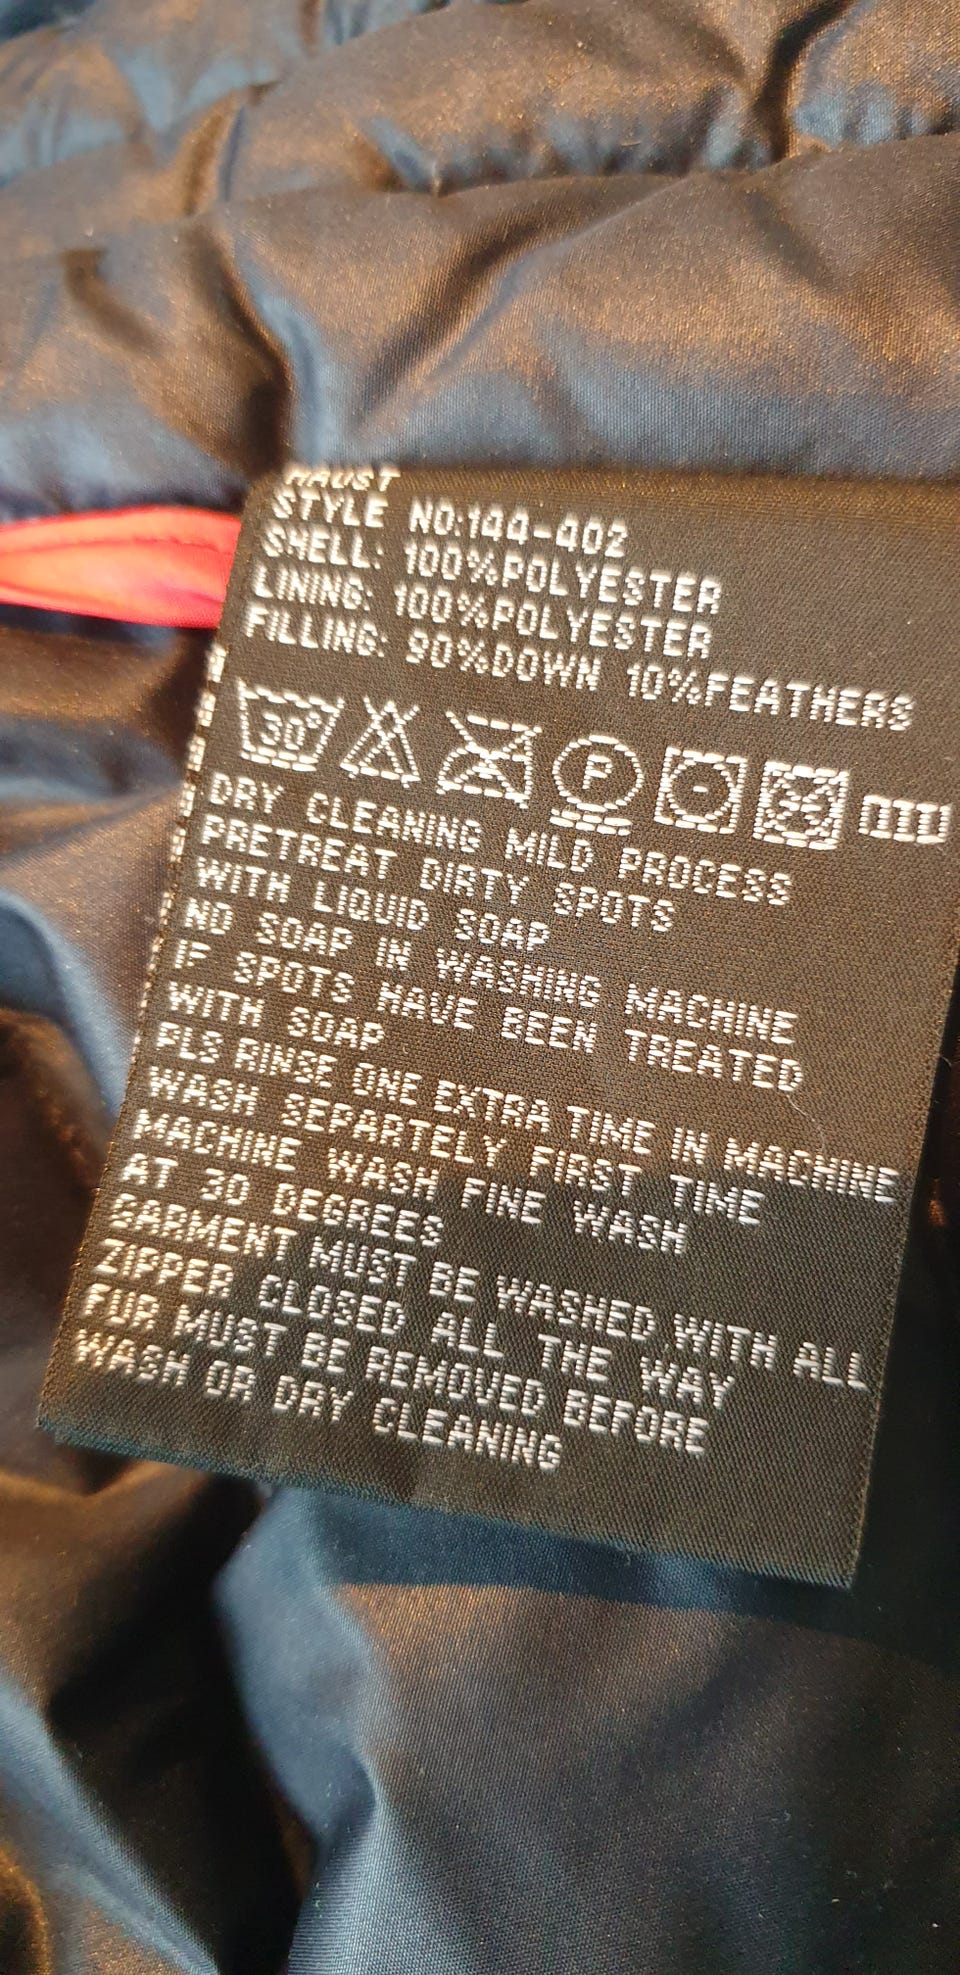 HAUST
STYLE NO:144-402
SHELL: 100%POLYESTER
LINING: 100%POLYESTER
FILLING: 90%DOWN 10%FEATHERS
30°
P
DRY CLEANING MILD PROCESS
PRETREAT DIRTY SPOTS
WITH LIQUID SOAP
NO SOAP IN WASHING MACHINE
IF SPOTS HAVE BEEN TREATED
WITH SOAP
PLS RINSE ONE EXTRA TIME IN MACHINE
WASH SEPARTELY FIRST TIME
MACHINE WASH FINE WASH
AT 30 DEGREES
GARMENT MUST BE WASHED WITH ALL
ZIPPER CLOSED ALL THE WAY
FUR MUST BE REMOVED BEFORE
WASH OR DRY CLEANING